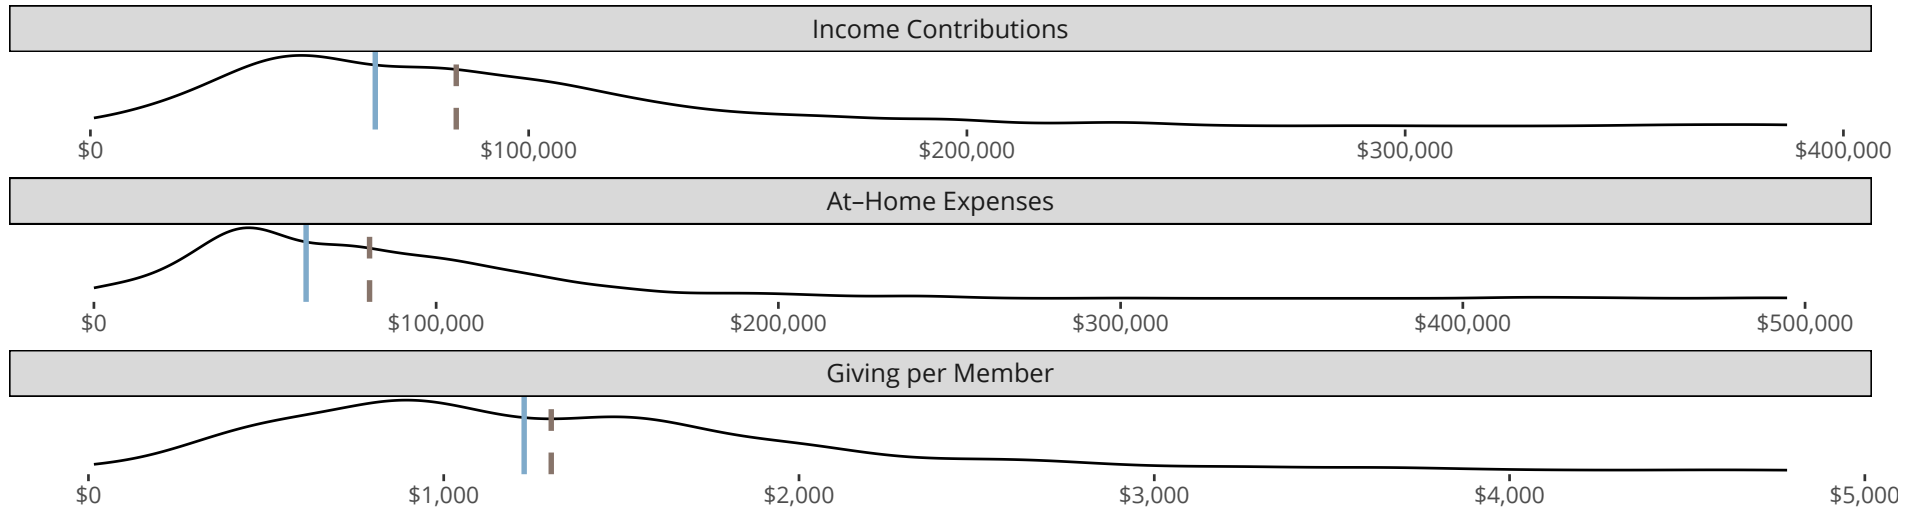 Income Contributions
$0 $100,000 $200,000 $300,000 $400,000
At–Home Expenses
$0 $100,000 $200,000 $300,000 $400,000 $500,000
Giving per Member
$0 $1,000 $2,000 $3,000 $4,000 $5,000